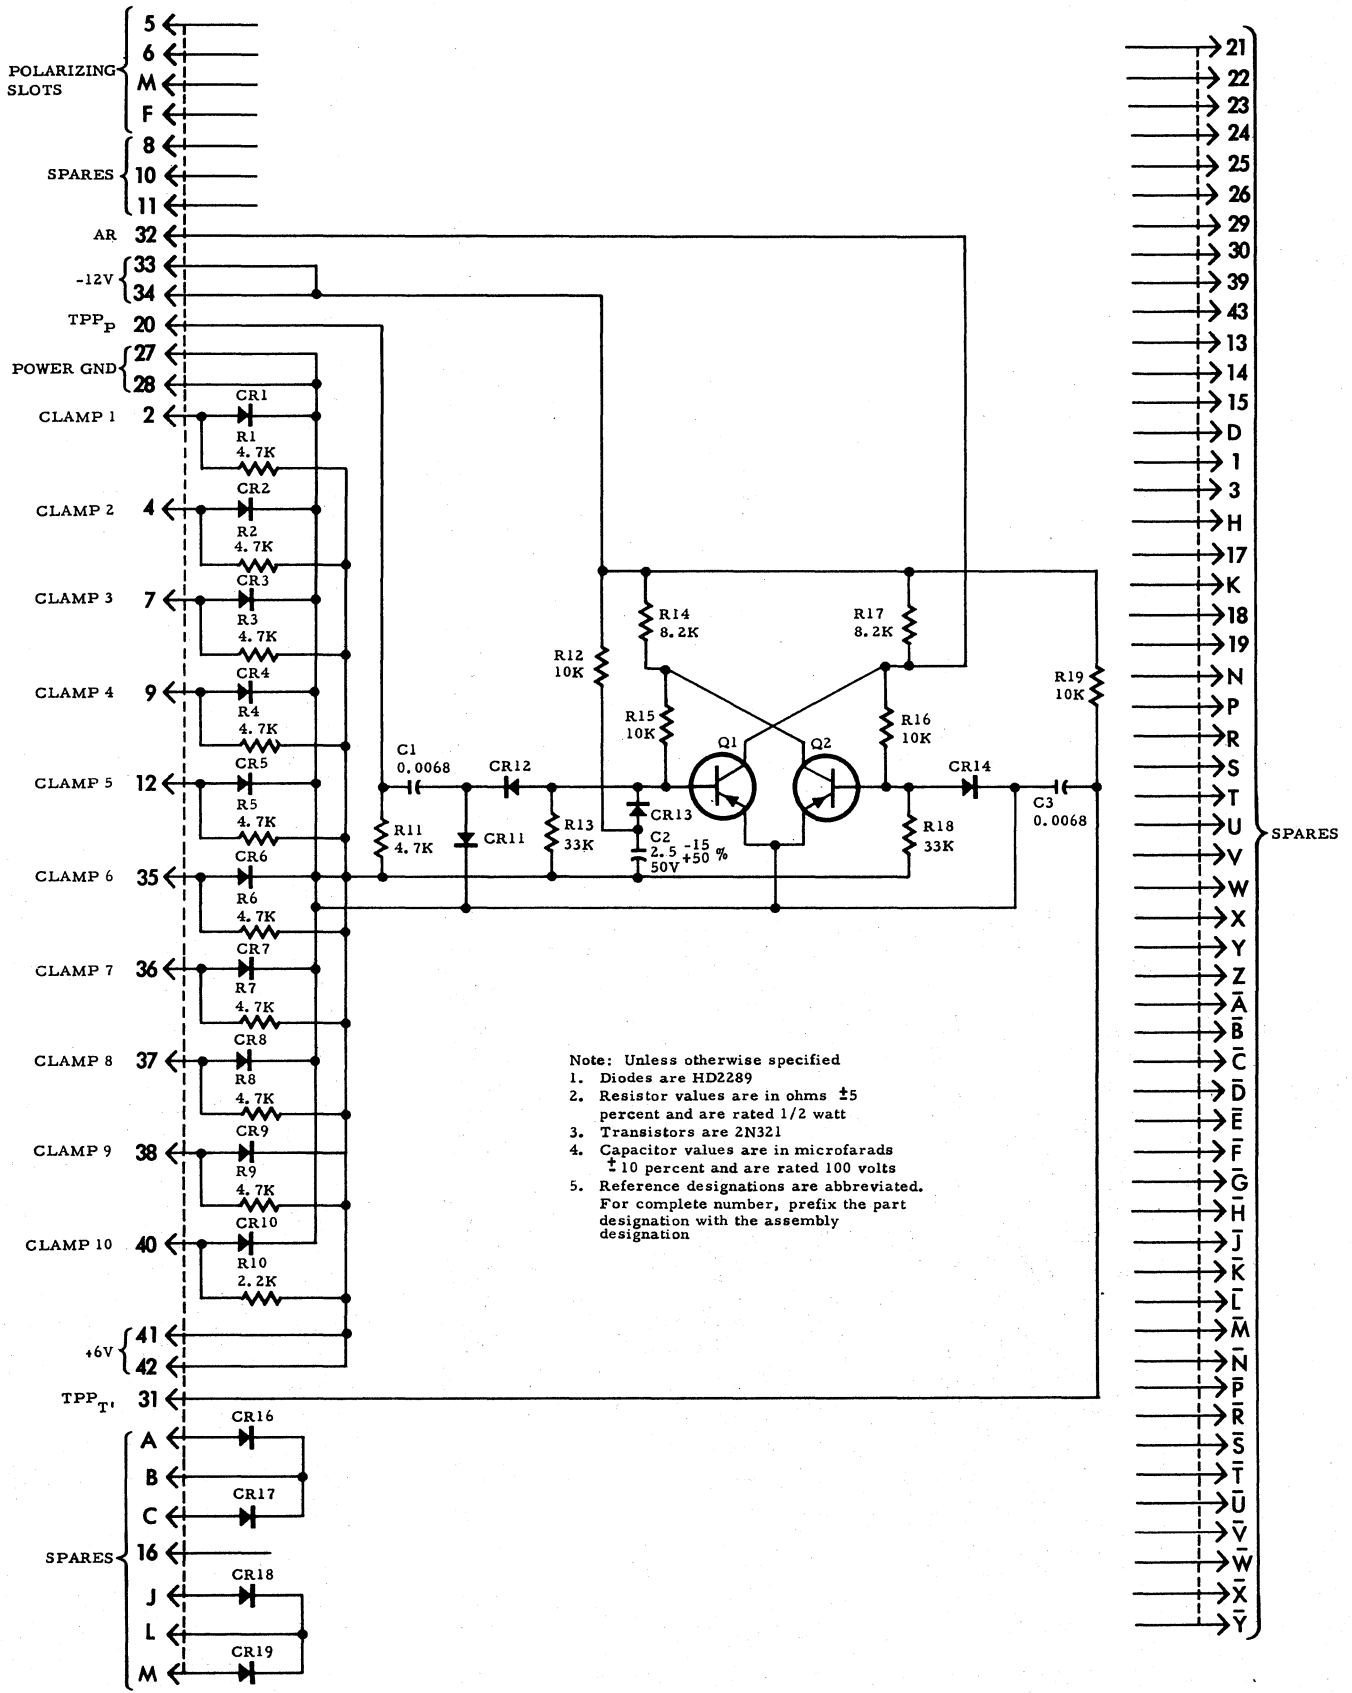 5
6
M
F
POLARIZING
SLOTS
8
SPARES 10
11
AR 32
33
-12V
34
TPPP 20
27
POWER GND
28
CLAMP 1 2
CR1
R1
4.7K
CLAMP 2 4
CR2
R2
4.7K
CLAMP 3 7
CR3
R3
4.7K
CLAMP 4 9
CR4
R4
4.7K
CLAMP 5 12
CR5
R5
4.7K
CLAMP 6 35
CR6
R6
4.7K
CLAMP 7 36
CR7
R7
4.7K
CLAMP 8 37
CR8
R8
4.7K
CLAMP 9 38
CR9
R9
4.7K
CLAMP 10 40
CR10
R10
2.2K
41
+6V
42
TPPT' 31
CR16
A
B
CR17
C
SPARES 16
CR18
J
L
CR19
M
C1
0.0068
R11
4.7K
CR11
CR12
R13
33K
R12
10K
R14
8.2K
R15
10K
CR13
C2
2.5 -15 +50 %
50V
Q1
Q2
R17
8.2K
R16
10K
CR14
R18
33K
C3
0.0068
R19
10K
Note: Unless otherwise specified
1. Diodes are HD2289
2. Resistor values are in ohms ±5
percent and are rated 1/2 watt
3. Transistors are 2N321
4. Capacitor values are in microfarads
± 10 percent and are rated 100 volts
5. Reference designations are abbreviated.
For complete number, prefix the part
designation with the assembly
designation
21
22
23
24
25
26
29
30
39
43
13
14
15
D
1
3
H
17
K
18
19
N
P
R
S
T
U
SPARES
V
W
X
Y
Z
A̅
B̅
C̅
D̅
E̅
F̅
G̅
H̅
J̅
K̅
L̅
M̅
N̅
P̅
R̅
S̅
T̅
U̅
V̅
W̅
X̅
Y̅